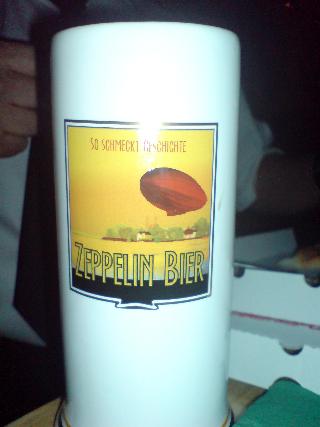 SO SCHMECKT GESCHICHTE
ZEPPELIN BIER